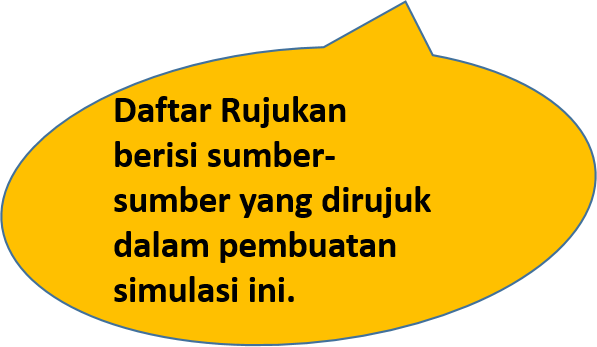 Daftar Rujukan
berisi sumber-
sumber yang dirujuk
dalam pembuatan
simulasi ini.